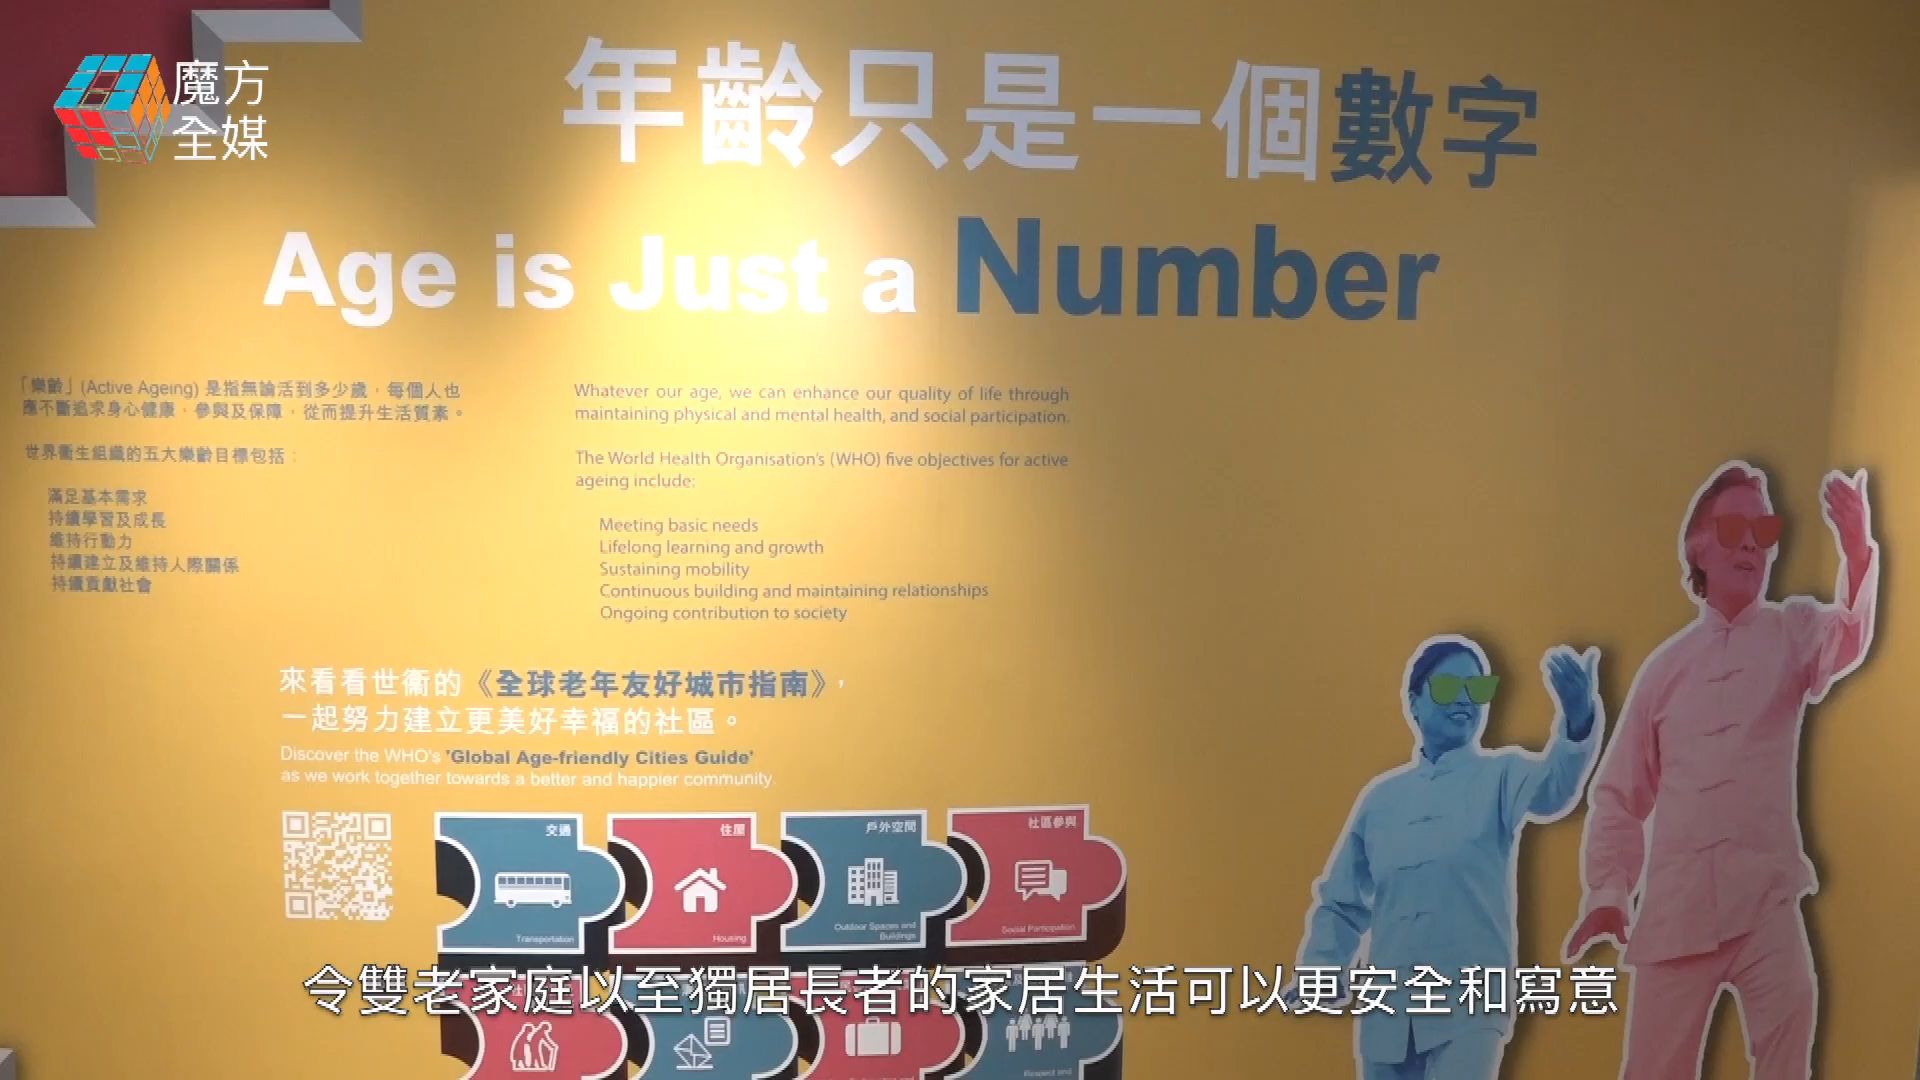 魔方
全媒
年齡只是一個數字
Age is Just a Number
「樂齡」(Active Ageing) 是指無論活到多少歲，每個人也
應不斷追求身心健康，參與及保障，從而提升生活質素。
世界衞生組織的五大樂齡目標包括：
滿足基本需求
持續學習及成長
維持行動力
持續建立及維持人際關係
持續貢獻社會
Whatever our age, we can enhance our quality of life through
maintaining physical and mental health, and social participation.
The World Health Organisation's (WHO) five objectives for active
ageing include:
Meeting basic needs
Lifelong learning and growth
Sustaining mobility
Continuous building and maintaining relationships
Ongoing contribution to society
來看看世衞的《全球老年友好城市指南》，
一起努力建立更美好幸福的社區。
Discover the WHO's 'Global Age-friendly Cities Guide'
as we work together towards a better and happier community.
交通
Transportation
住屋
Housing
戶外空間
Outdoor Spaces and
Buildings
社區參與
Social Participation
令雙老家庭以至獨居長者的家居生活可以更安全和寫意
Respect and